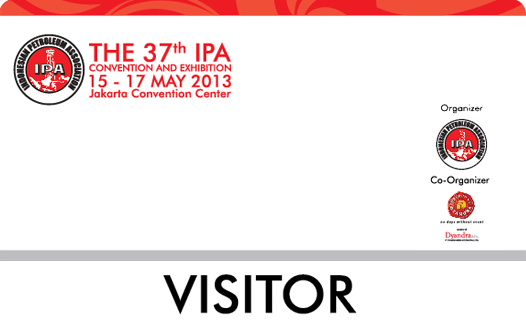 INDONESIAN PETROLEUM ASSOCIATION
IPA
THE 37th IPA
CONVENTION AND EXHIBITION
15 - 17 MAY 2013
Jakarta Convention Center
Organizer
INDONESIAN PETROLEUM ASSOCIATION
IPA
Co-Organizer
no days without event
Dyandra
VISITOR